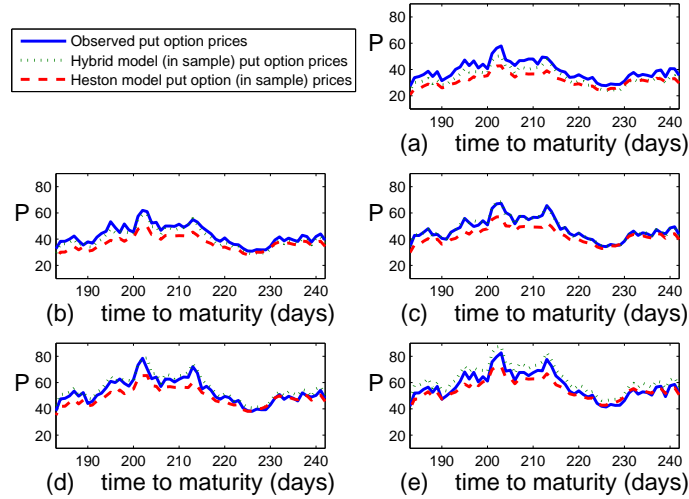 Observed put option prices
Hybrid model (in sample) put option prices
Heston model put option (in sample) prices
P
80
60
40
20
190 200 210 220 230 240
(a) time to maturity (days)
P
80
60
40
20
190 200 210 220 230 240
(b) time to maturity (days)
P
80
60
40
20
190 200 210 220 230 240
(c) time to maturity (days)
P
80
60
40
20
190 200 210 220 230 240
(d) time to maturity (days)
P
80
60
40
20
190 200 210 220 230 240
(e) time to maturity (days)